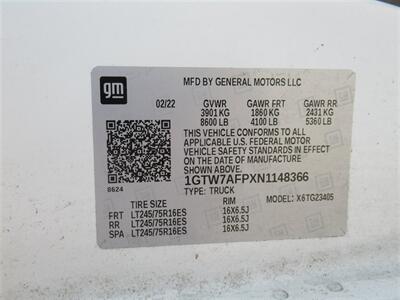 gm
MFD BY GENERAL MOTORS LLC
02/22 GVWR GAWR FRT GAWR RR
3901 KG 1860 KG 2431 KG
8600 LB 4100 LB 5360 LB
THIS VEHICLE CONFORMS TO ALL
APPLICABLE U.S. FEDERAL MOTOR
VEHICLE SAFETY STANDARDS IN
EFFECT ON THE DATE OF MANUFACTURE
SHOWN ABOVE.
1GTW7AFPXN1148366
8624 TYPE: TRUCK MODEL: X6TG23405
TIRE SIZE RIM
FRT LT245/75R16ES 16X6.5J
RR LT245/75R16ES 16X6.5J
SPA LT245/75R16ES 16X6.5J